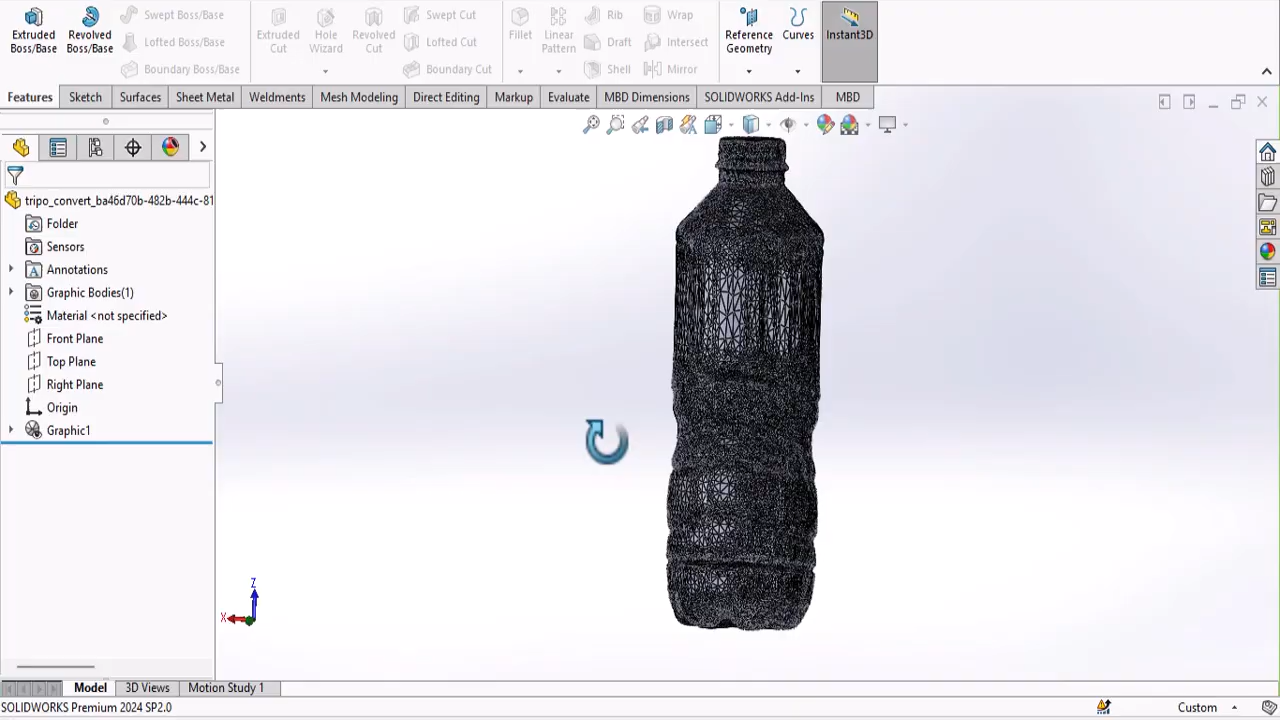 Extruded Boss/Base
Revolved Boss/Base
Swept Boss/Base
Lofted Boss/Base
Boundary Boss/Base
Extruded Cut
Hole Wizard
Revolved Cut
Swept Cut
Lofted Cut
Boundary Cut
Fillet
Linear Pattern
Rib
Draft
Shell
Wrap
Intersect
Mirror
Reference Geometry
Curves
Instant3D
Features Sketch Surfaces Sheet Metal Weldments Mesh Modeling Direct Editing Markup Evaluate MBD Dimensions SOLIDWORKS Add-Ins MBD
tripo_convert_ba46d70b-482b-444c-81
Folder
Sensors
Annotations
Graphic Bodies(1)
Material <not specified>
Front Plane
Top Plane
Right Plane
Origin
Graphic1
Z
X
Model 3D Views Motion Study 1
SOLIDWORKS Premium 2024 SP2.0 Custom